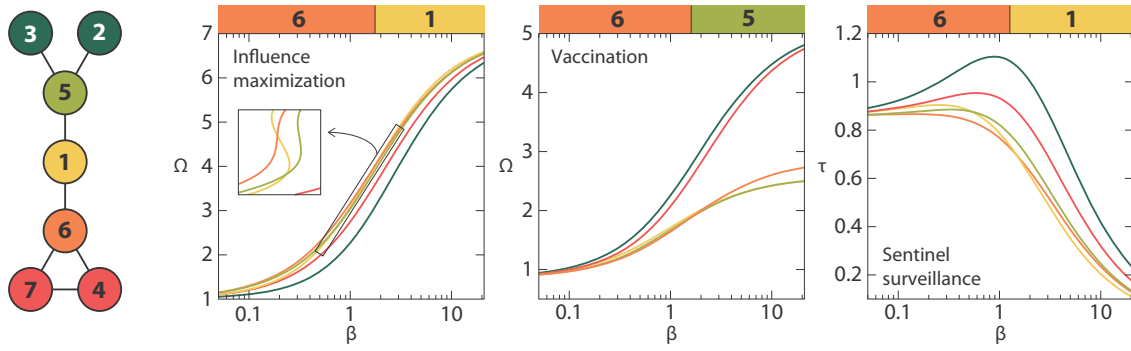 3 2
5
1
6
7 4
6 1
Influence
maximization
7
6
5
4
3
2
1
Ω
0.1 1 10
β
6 5
Vaccination
5
4
3
2
1
Ω
0.1 1 10
β
6 1
1.2
1
0.8
0.6
0.4
0.2
τ
Sentinel
surveillance
0.1 1 10
β